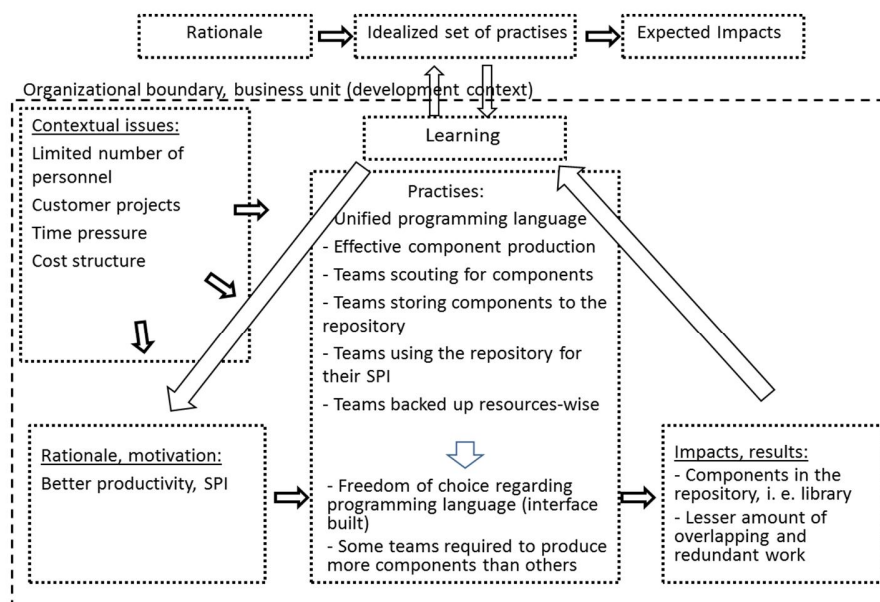 Rationale
Idealized set of practises
Expected Impacts
Organizational boundary, business unit (development context)
Contextual issues:
Limited number of
personnel
Customer projects
Time pressure
Cost structure
Learning
Practises:
Unified programming language
- Effective component production
- Teams scouting for components
- Teams storing components to the
repository
- Teams using the repository for
their SPI
- Teams backed up resources-wise
- Freedom of choice regarding
programming language (interface
built)
- Some teams required to produce
more components than others
Rationale, motivation:
Better productivity, SPI
Impacts, results:
- Components in the
repository, i. e. library
- Lesser amount of
overlapping and
redundant work